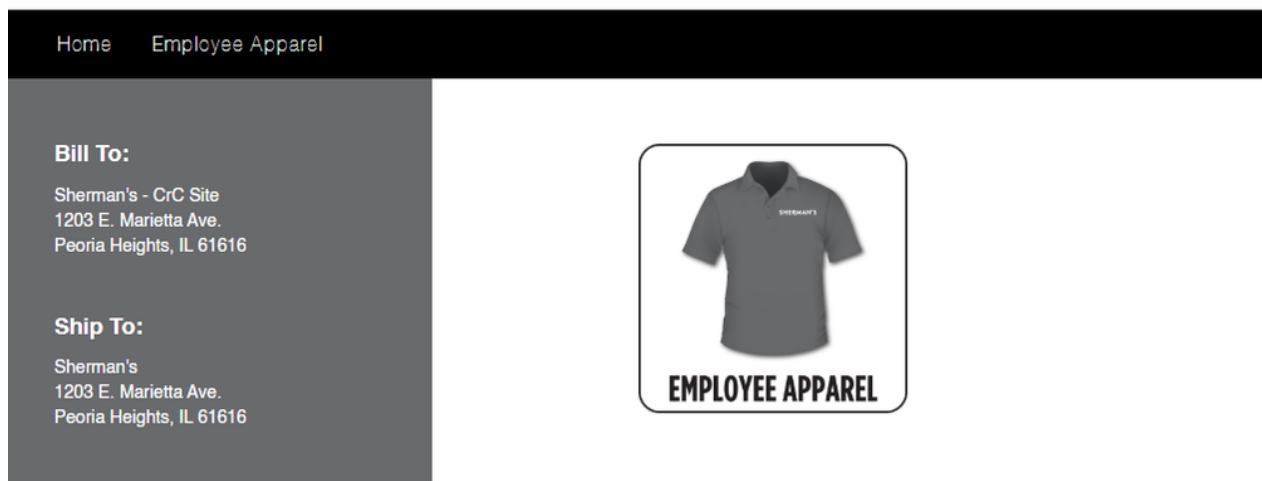 Home Employee Apparel
Bill To:
Sherman's - CrC Site
1203 E. Marietta Ave.
Peoria Heights, IL 61616
Ship To:
Sherman's
1203 E. Marietta Ave.
Peoria Heights, IL 61616
SHERMAN'S
EMPLOYEE APPAREL